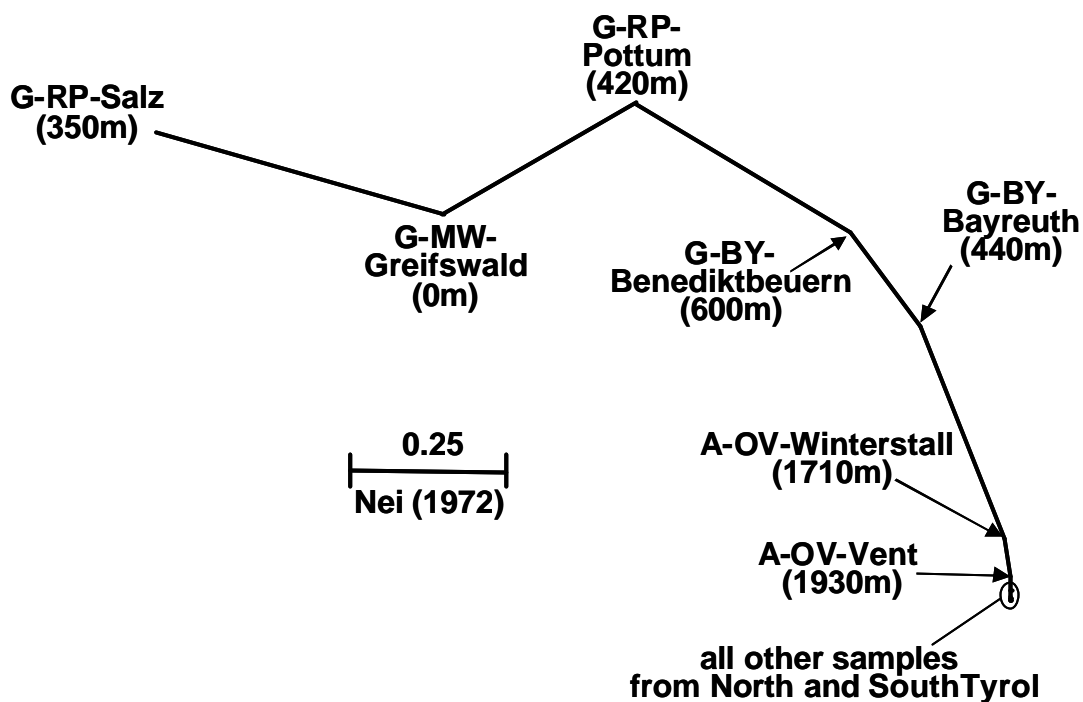 G-RP-
Pottum
(420m)
G-RP-Salz
(350m)
G-BY-
Bayreuth
(440m)
G-MW-
Greifswald
(0m)
G-BY-
Benediktbeuern
(600m)
0.25
Nei (1972)
A-OV-Winterstall
(1710m)
A-OV-Vent
(1930m)
all other samples
from North and SouthTyrol